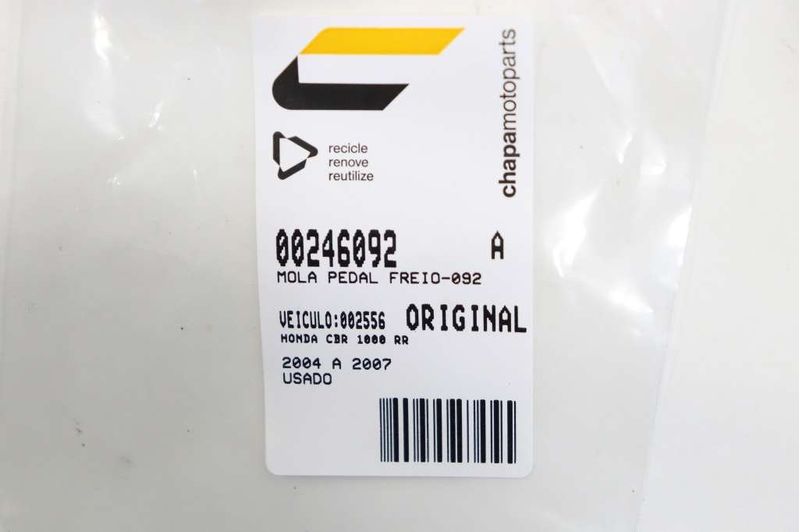 chapamotoparts
recicle
renove
reutilize
00246092 A
MOLA PEDAL FREIO-092
VEICULO:002556 ORIGINAL
HONDA CBR 1000 RR
2004 A 2007
USADO